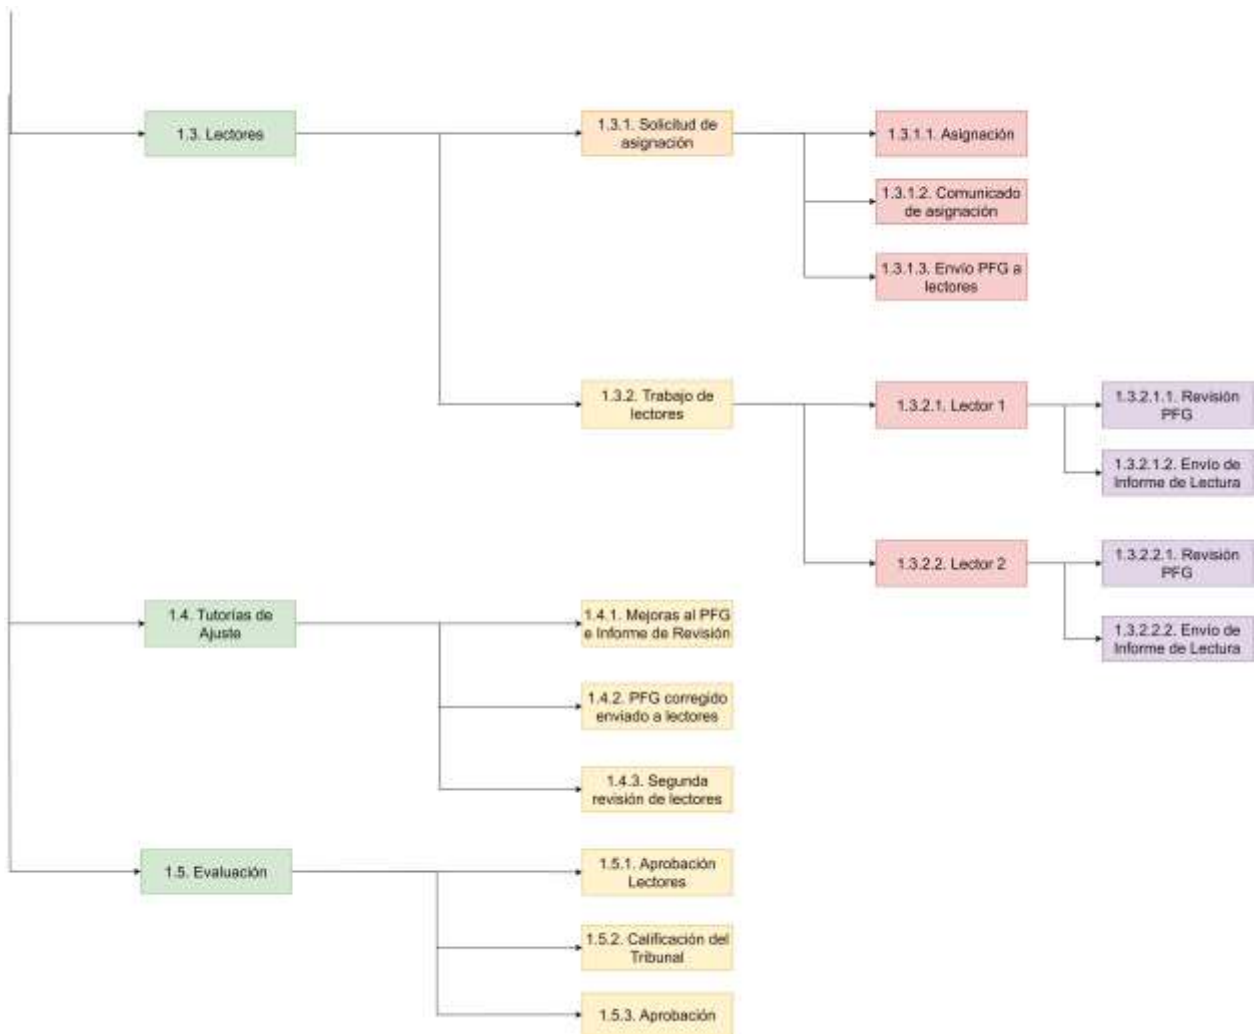 1.3. Lectores
1.3.1. Solicitud de
asignación
1.3.1.1. Asignación
1.3.1.2. Comunicado
de asignación
1.3.1.3. Envío PFG a
lectores
1.3.2. Trabajo de
lectores
1.3.2.1. Lector 1
1.3.2.1.1. Revisión
PFG
1.3.2.1.2. Envío de
Informe de Lectura
1.3.2.2. Lector 2
1.3.2.2.1. Revisión
PFG
1.3.2.2.2. Envío de
Informe de Lectura
1.4. Tutorías de
Ajuste
1.4.1. Mejoras al PFG
e Informe de Revisión
1.4.2. PFG corregido
enviado a lectores
1.4.3. Segunda
revisión de lectores
1.5. Evaluación
1.5.1. Aprobación
Lectores
1.5.2. Calificación del
Tribunal
1.5.3. Aprobación